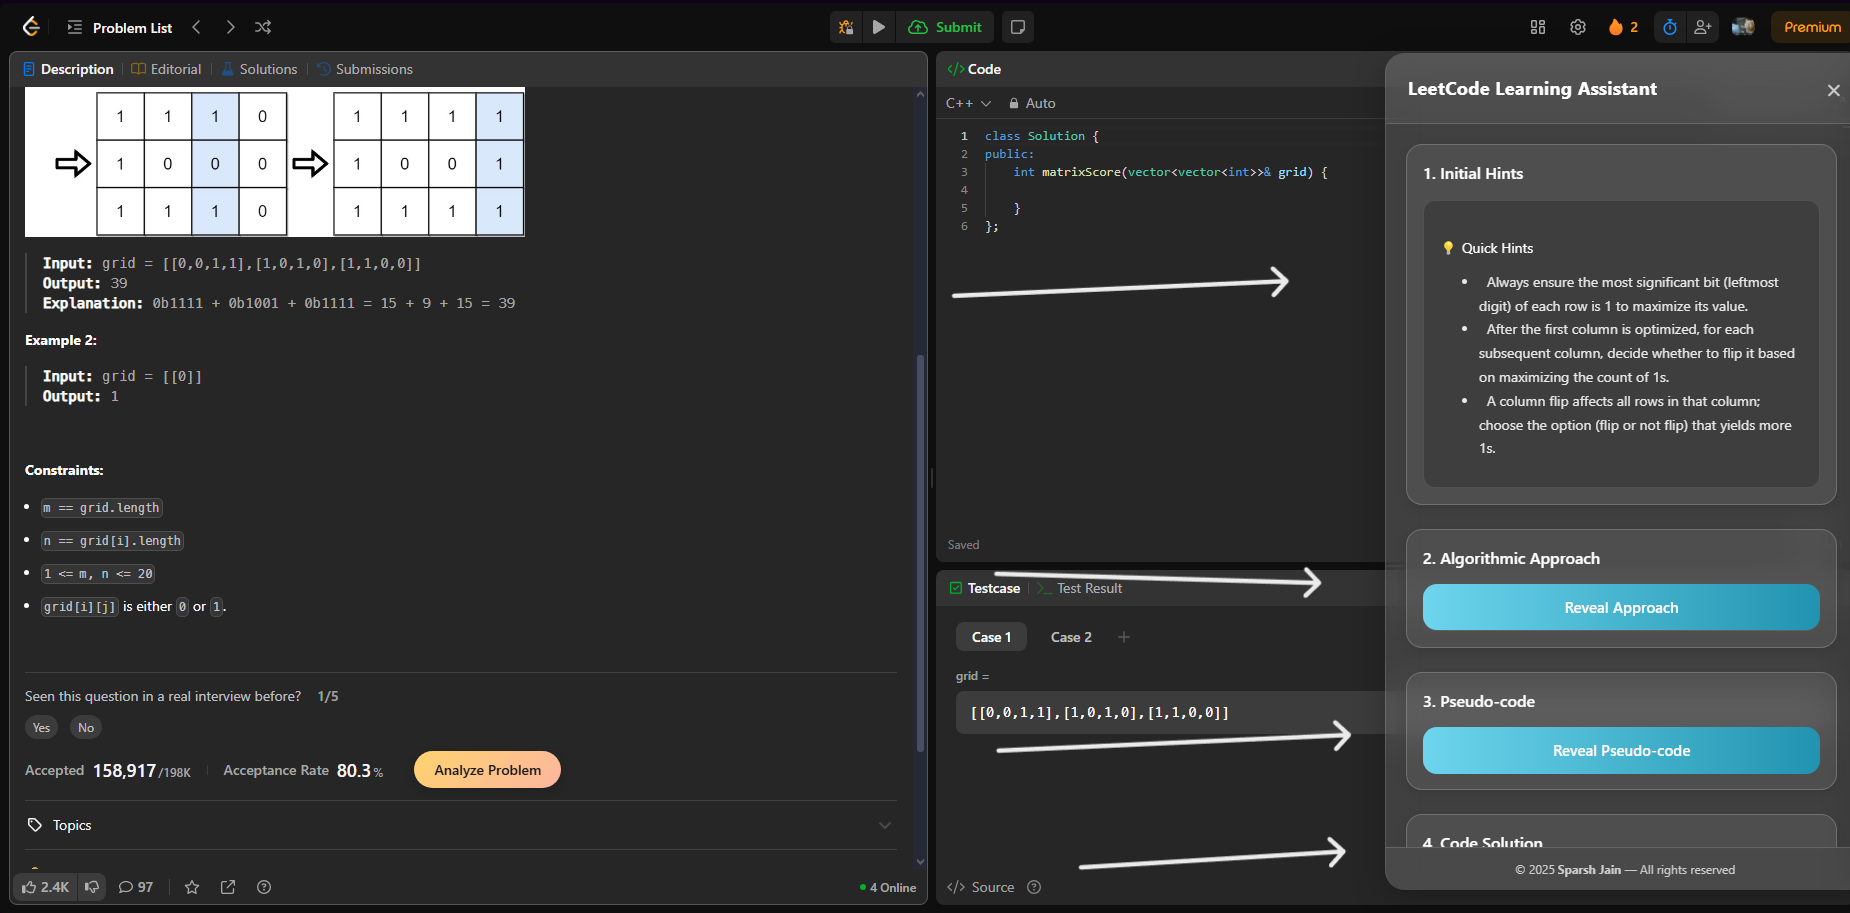 Problem List
Submit
2
Premium
Description
Editorial
Solutions
Submissions
1 1 1 0
1 0 0 0
1 1 1 0
1 1 1 1
1 0 0 1
1 1 1 1
Input: grid = [[0,0,1,1],[1,0,1,0],[1,1,0,0]]
Output: 39
Explanation: 0b1111 + 0b1001 + 0b1111 = 15 + 9 + 15 = 39
Example 2:
Input: grid = [[0]]
Output: 1
Constraints:
m == grid.length
n == grid[i].length
1 <= m, n <= 20
grid[i][j] is either 0 or 1.
Seen this question in a real interview before? 1/5
Yes No
Accepted 158,917/198K Acceptance Rate 80.3% Analyze Problem
Topics
2.4K 97
4 Online
Code
C++ Auto
1 class Solution {
2 public:
3 int matrixScore(vector<vector<int>>& grid) {
4
5 }
6 };
Saved
Testcase
Test Result
Case 1 Case 2 +
grid =
[[0,0,1,1],[1,0,1,0],[1,1,0,0]]
Source
LeetCode Learning Assistant
1. Initial Hints
Quick Hints
Always ensure the most significant bit (leftmost
digit) of each row is 1 to maximize its value.
After the first column is optimized, for each
subsequent column, decide whether to flip it based
on maximizing the count of 1s.
A column flip affects all rows in that column;
choose the option (flip or not flip) that yields more
1s.
2. Algorithmic Approach
Reveal Approach
3. Pseudo-code
Reveal Pseudo-code
4. Code Solution
© 2025 Sparsh Jain — All rights reserved